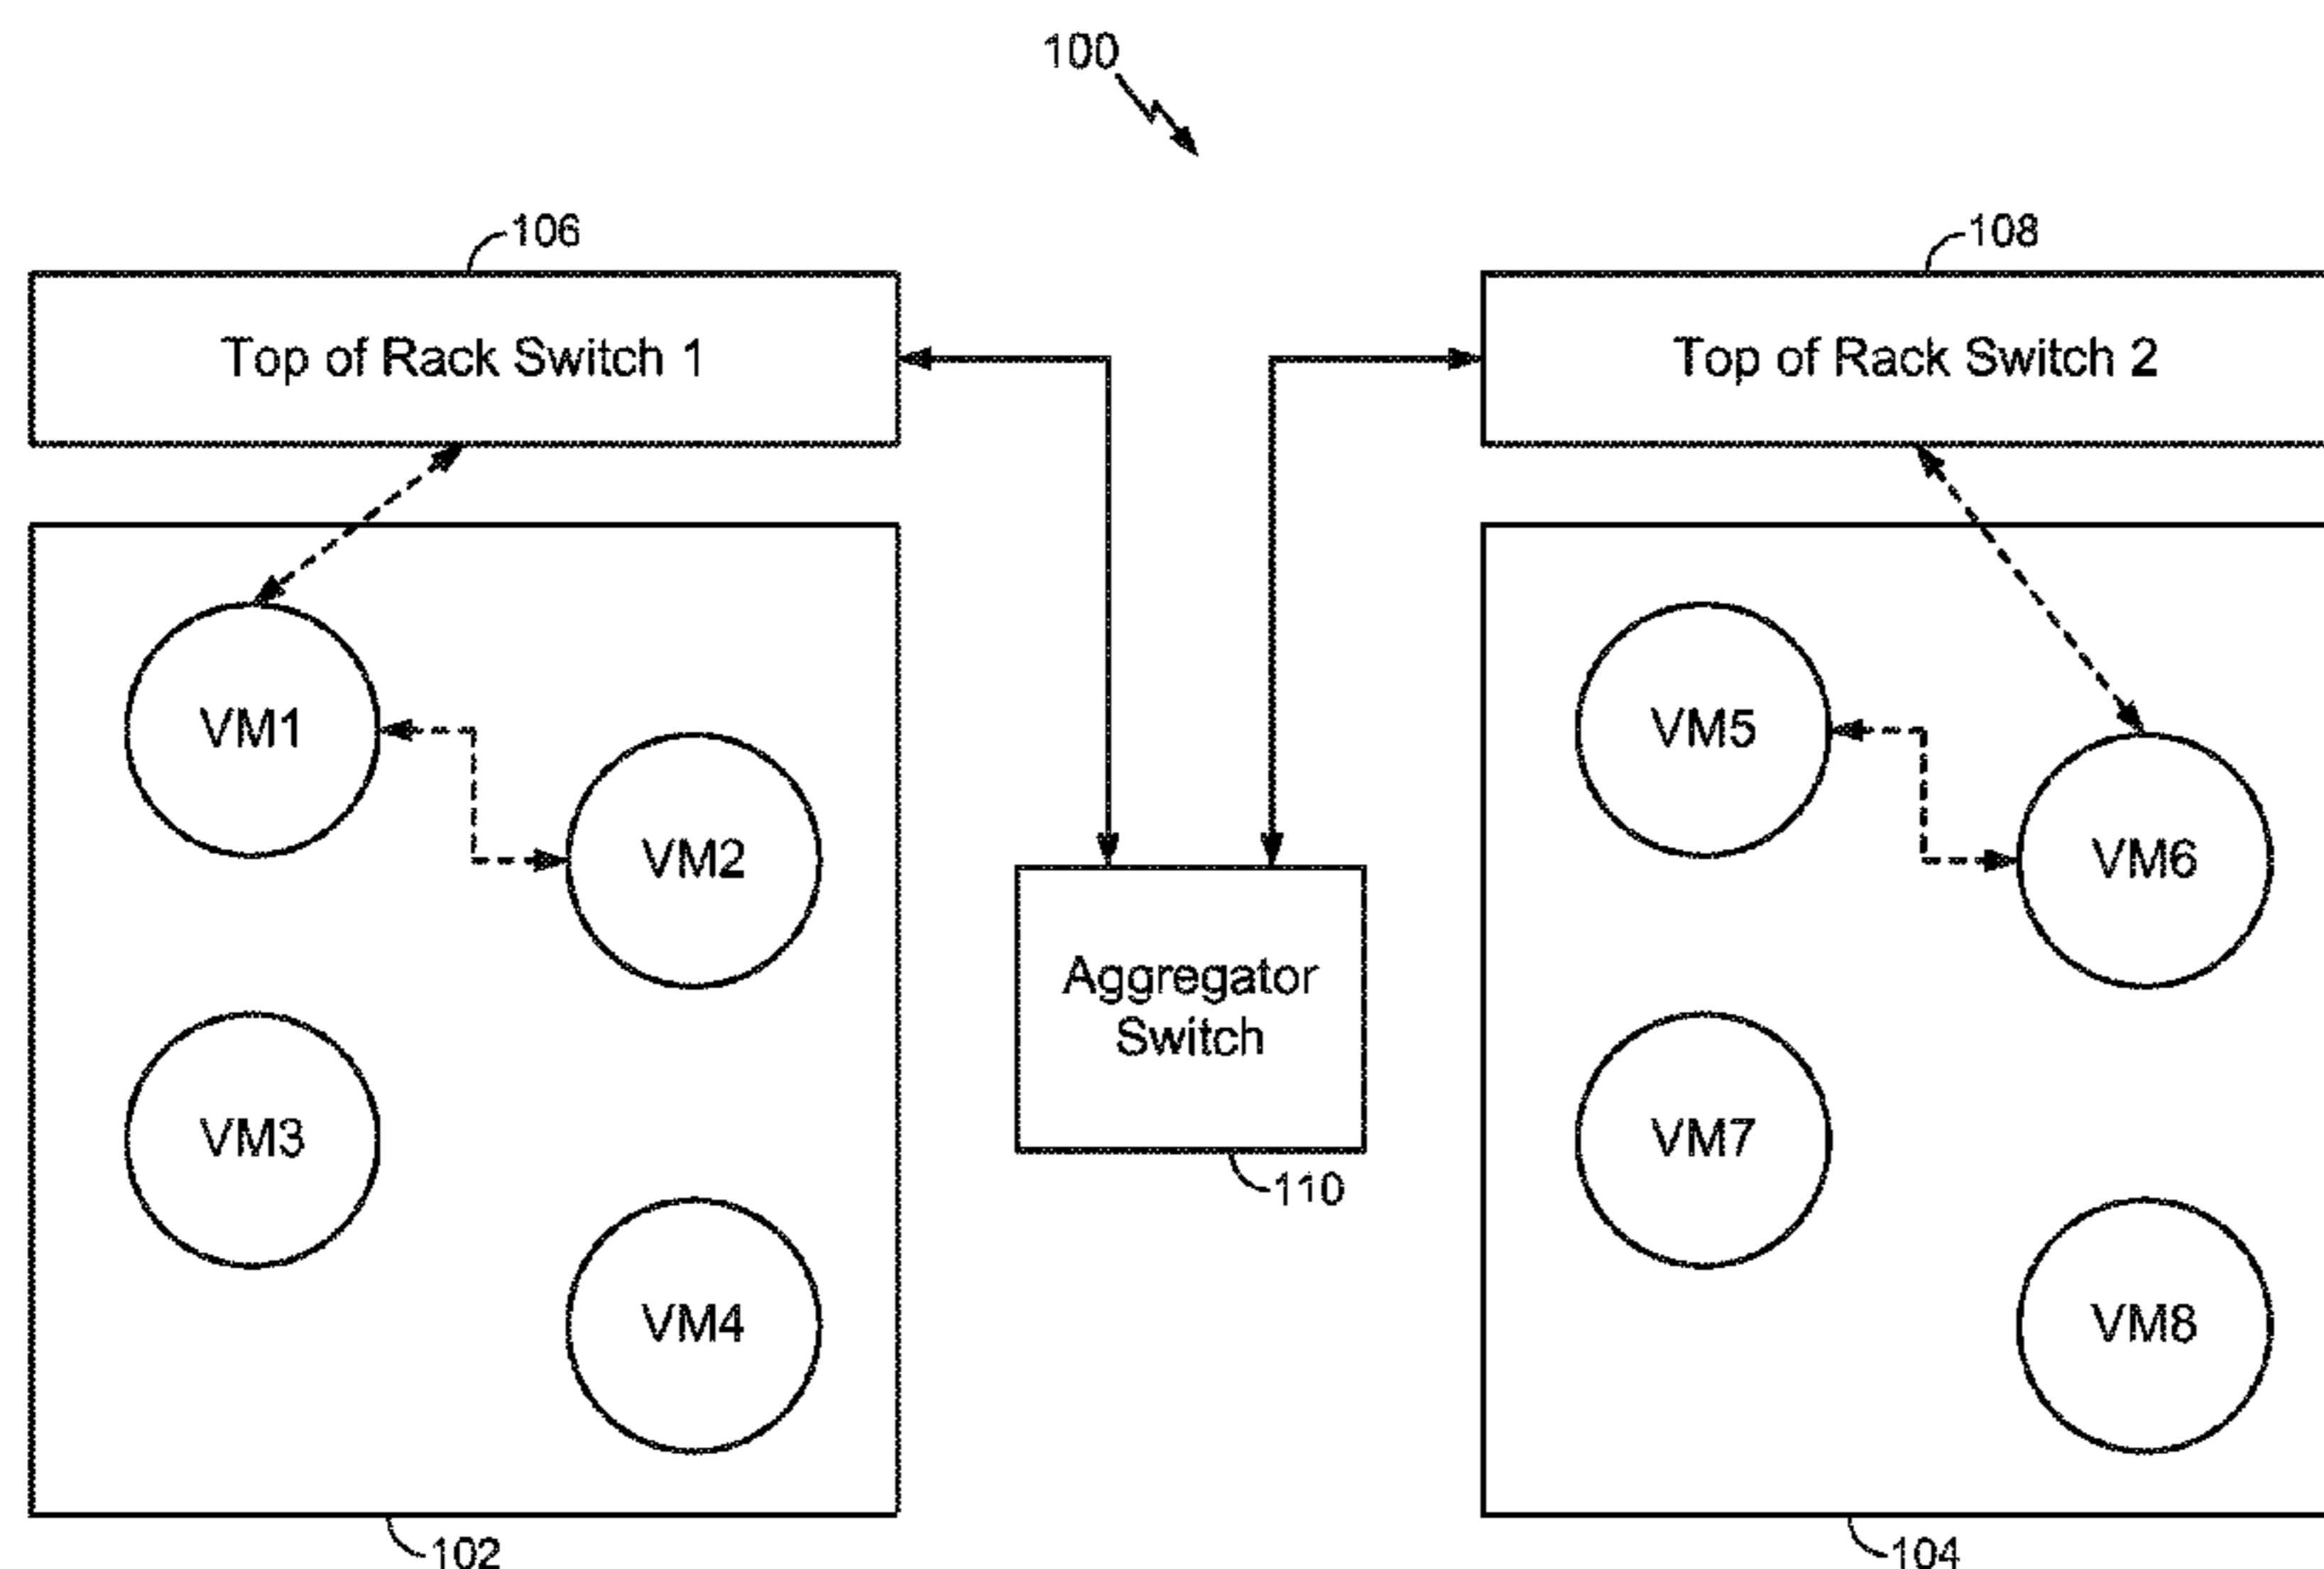 100
106
108
Top of Rack Switch 1
Top of Rack Switch 2
VM1
VM5
VM2
VM6
Aggregator
Switch
VM3
VM7
110
VM4
VM8
102
104